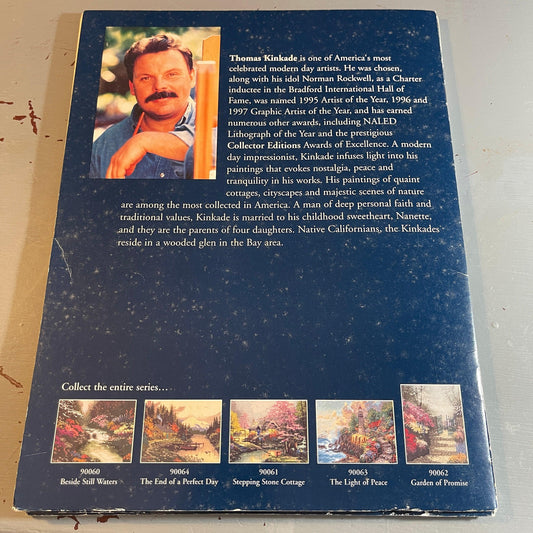 Thomas Kinkade is one of America's most
celebrated modern day artists. He was chosen,
along with his idol Norman Rockwell, as a Charter
inductee in the Bradford International Hall of
Fame, was named 1995 Artist of the Year, 1996 and
1997 Graphic Artist of the Year, and has earned
numerous other awards, including NALED
Lithograph of the Year and the prestigious
Collector Editions Awards of Excellence. A modern
day impressionist, Kinkade infuses light into his
paintings that evokes nostalgia, peace and
tranquility in his works. His paintings of quaint
cottages, cityscapes and majestic scenes of nature
are among the most collected in America. A man of deep personal faith and
traditional values, Kinkade is married to his childhood sweetheart, Nanette,
and they are the parents of four daughters. Native Californians, the Kinkades
reside in a wooded glen in the Bay area.
Collect the entire series...
90060
Beside Still Waters
90064
The End of a Perfect Day
90061
Stepping Stone Cottage
90063
The Light of Peace
90062
Garden of Promise